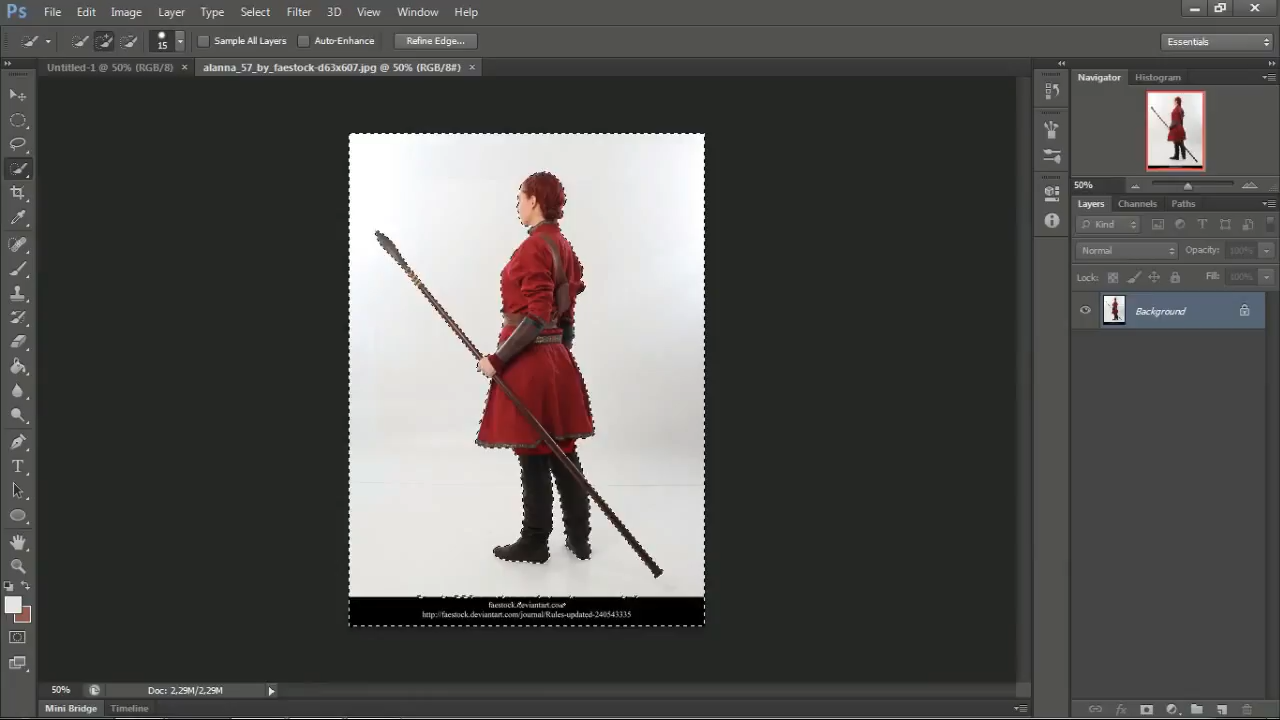 Ps File Edit Image Layer Type Select Filter 3D View Window Help
15 Sample All Layers Auto-Enhance Refine Edge... Essentials
Untitled-1 @ 50% (RGB/8) × alanna_57_by_faestock-d63x607.jpg @ 50% (RGB/8#) ×
Navigator Histogram
50%
Layers Channels Paths
Kind
Normal Opacity: 100%
Lock: Fill: 100%
Background
faestock.deviantart.com
http://faestock.deviantart.com/journal/Rules-updated-240543335
50% Doc: 2,29M/2,29M
Mini Bridge Timeline